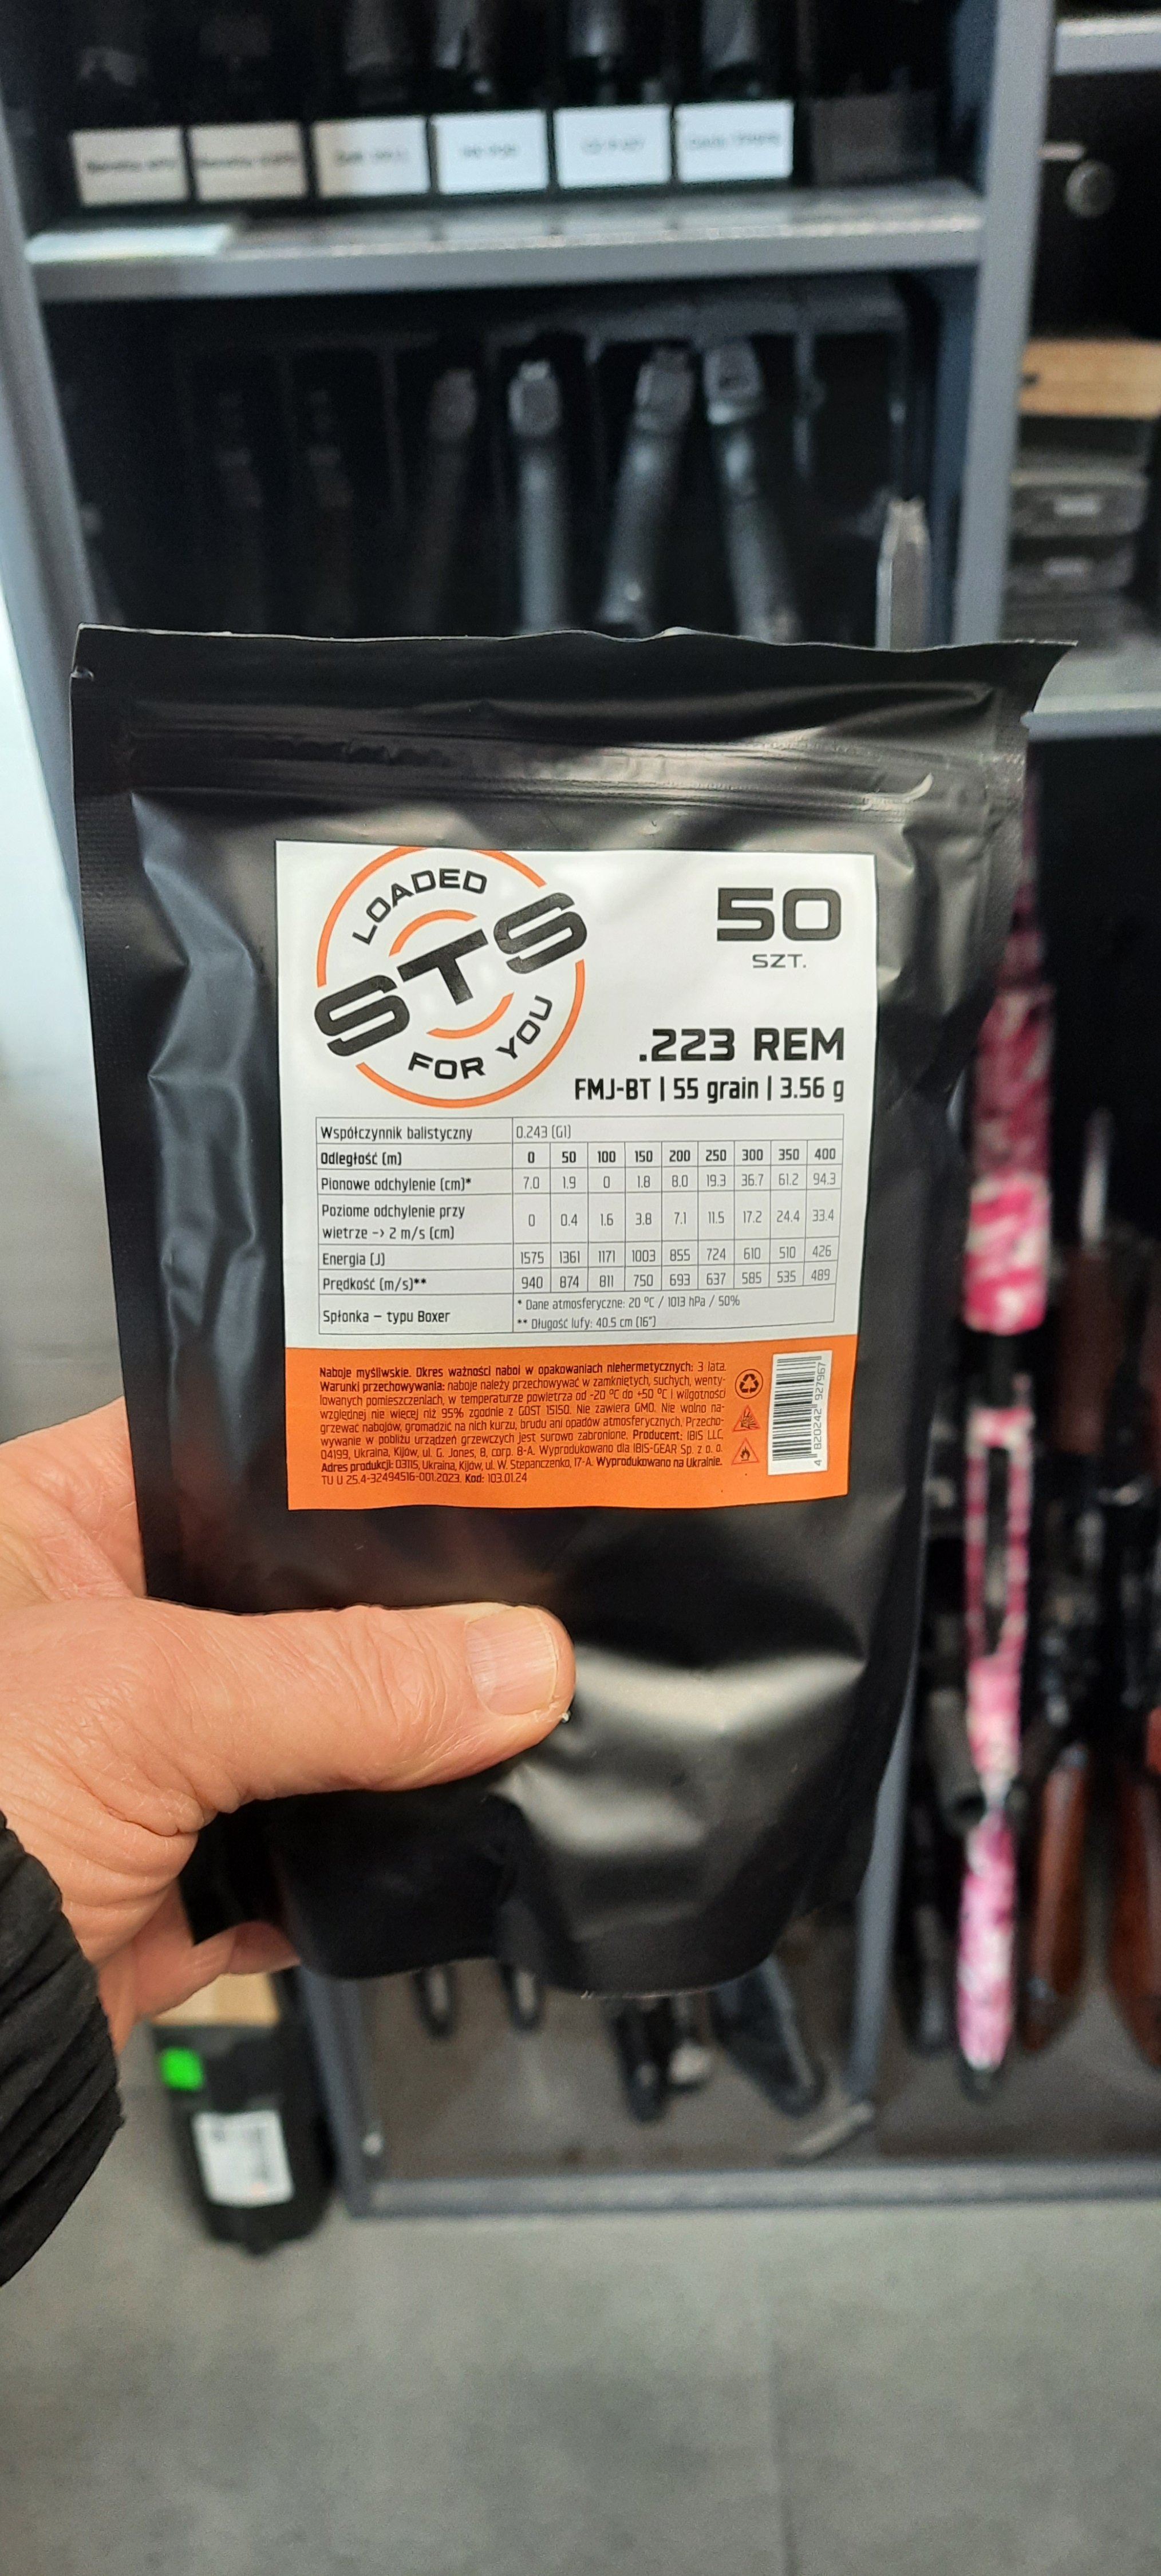 LOADED
STS
FOR YOU
50
SZT.
.223 REM
FMJ-BT | 55 grain | 3.56 g
Współczynnik balistyczny 0.243 (G1)
Odległość (m) 0 50 100 150 200 250 300 350 400
Pionowe odchylenie (cm)* 7.0 1.9 0 1.8 8.0 19.3 36.7 61.2 94.3
Poziome odchylenie przy
wietrze -> 2 m/s (cm) 0 0.4 1.6 3.8 7.1 11.5 17.2 24.4 33.4
Energia (J) 1575 1361 1171 1003 855 724 610 510 426
Prędkość (m/s)** 940 874 811 750 693 637 585 535 489
Spłonka – typu Boxer
* Dane atmosferyczne: 20 ºC / 1013 hPa / 50%
** Długość lufy: 40.5 cm (16")
Naboje myśliwskie. Okres ważności naboi w opakowaniach niehermetycznych: 3 lata.
Warunki przechowywania: naboje należy przechowywać w zamkniętych, suchych, wenty-
lowanych pomieszczeniach, w temperaturze powietrza od -20 ºC do +50 ºC i wilgotności
względnej nie więcej niż 95% zgodnie z GOST 15150. Nie zawiera GMO. Nie wolno na-
grzewać nabojów, gromadzić na nich kurzu, brudu ani opadów atmosferycznych. Przecho-
wywanie w pobliżu urządzeń grzewczych jest surowo zabronione. Producent: IBIS LLC,
04199, Ukraina, Kijów, ul. G. Jones, 8, corp. 8-A. Wyprodukowano dla IBIS-GEAR Sp. z o. o.
Adres produkcji: 03115, Ukraina, Kijów, ul. W. Stepanczenko, 17-A. Wyprodukowano na Ukrainie.
TU U 25.4-32494516-001:2023. Kod: 103.01.24
4 820242 927967